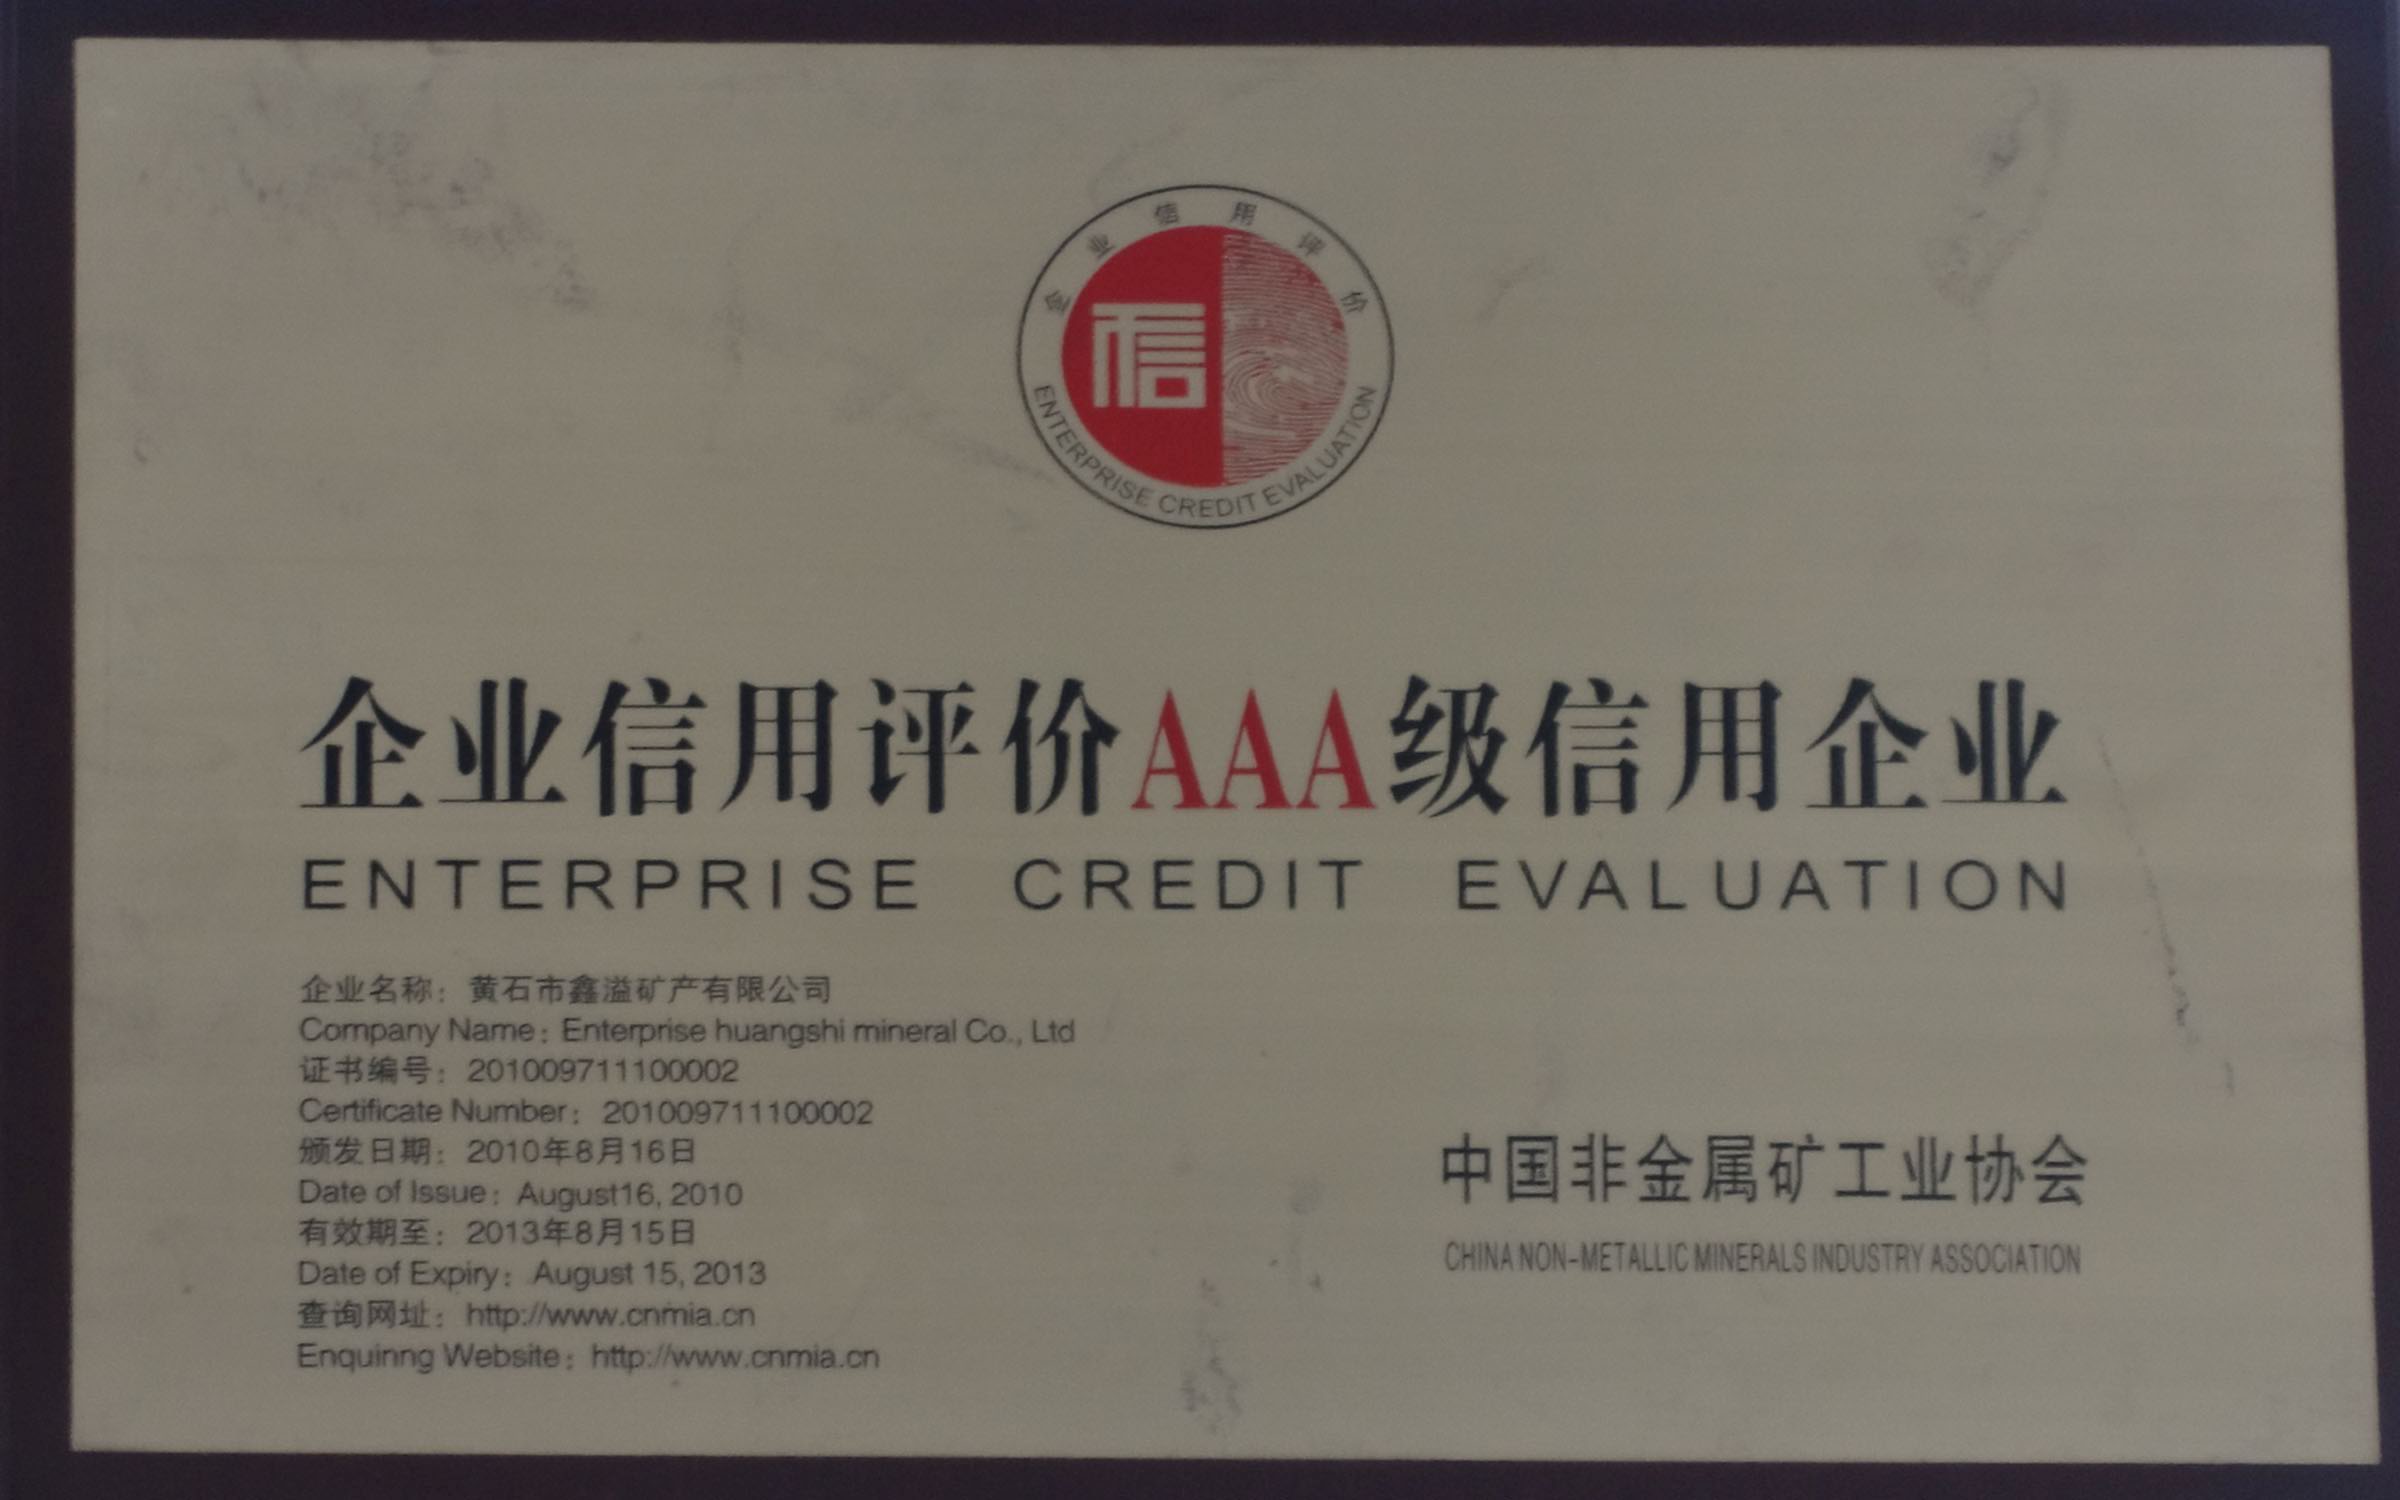 企业信用评价
信
ENTERPRISE CREDIT EVALUATION
企业信用评价AAA级信用企业
ENTERPRISE CREDIT EVALUATION
企业名称：黄石市鑫溢矿产有限公司
Company Name：Enterprise huangshi mineral Co., Ltd
证书编号：201009711100002
Certificate Number：201009711100002
颁发日期：2010年8月16日
Date of Issue：August16, 2010
有效期至：2013年8月15日
Date of Expiry：August 15, 2013
查询网址：http://www.cnmia.cn
Enquinng Website：http://www.cnmia.cn
中国非金属矿工业协会
CHINA NON-METALLIC MINERALS INDUSTRY ASSOCIATION